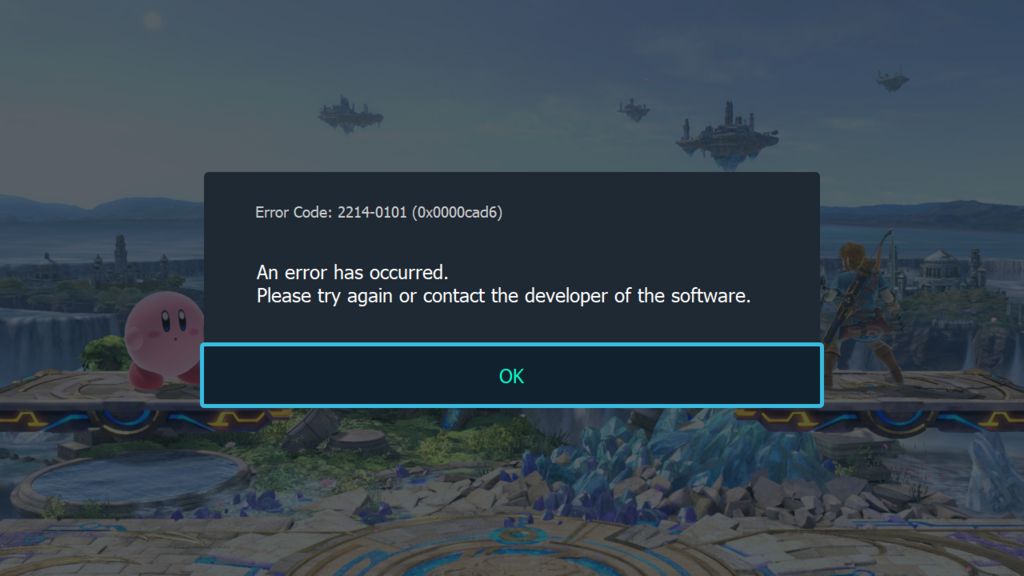 Error Code: 2214-0101 (0x0000cad6)
An error has occurred.
Please try again or contact the developer of the software.
OK